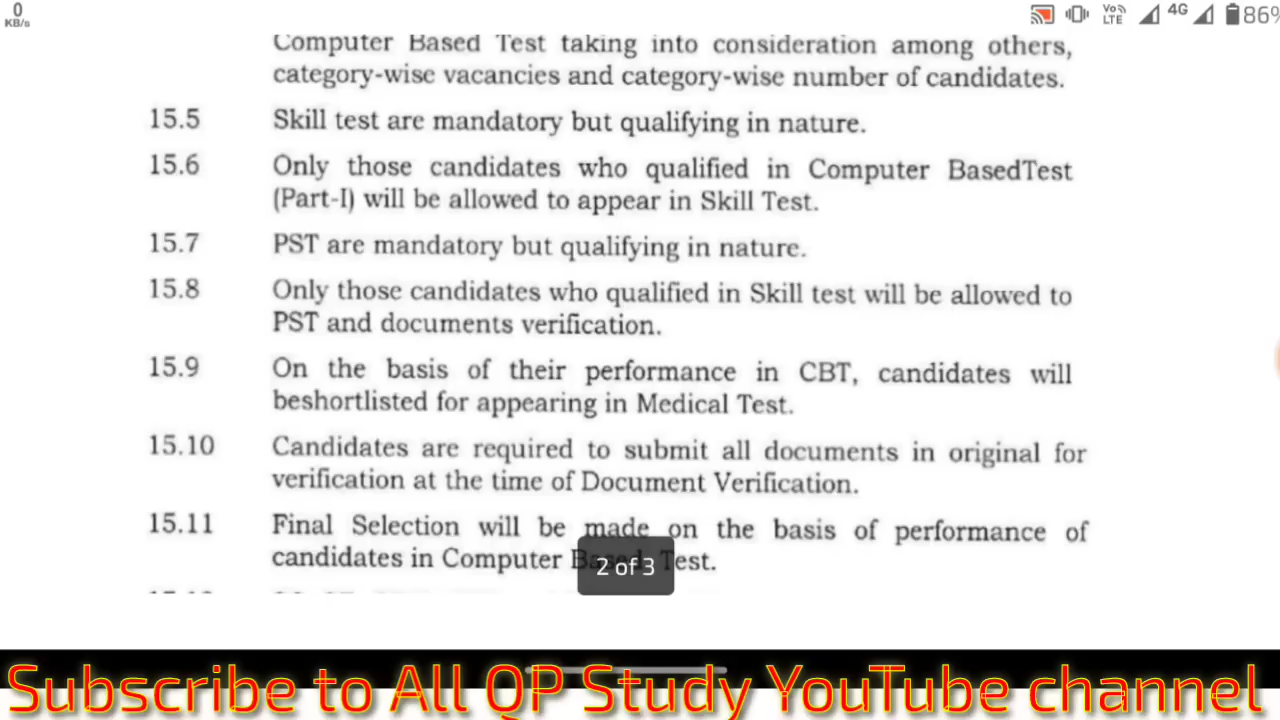 0
KB/s
Vo))
LTE
4G
86%
Computer Based Test taking into consideration among others,
category-wise vacancies and category-wise number of candidates.
15.5 Skill test are mandatory but qualifying in nature.
15.6 Only those candidates who qualified in Computer BasedTest
(Part-I) will be allowed to appear in Skill Test.
15.7 PST are mandatory but qualifying in nature.
15.8 Only those candidates who qualified in Skill test will be allowed to
PST and documents verification.
15.9 On the basis of their performance in CBT, candidates will
beshortlisted for appearing in Medical Test.
15.10 Candidates are required to submit all documents in original for
verification at the time of Document Verification.
15.11 Final Selection will be made on the basis of performance of
candidates in Computer Based Test.
2 of 3
Subscribe to All QP Study YouTube channel